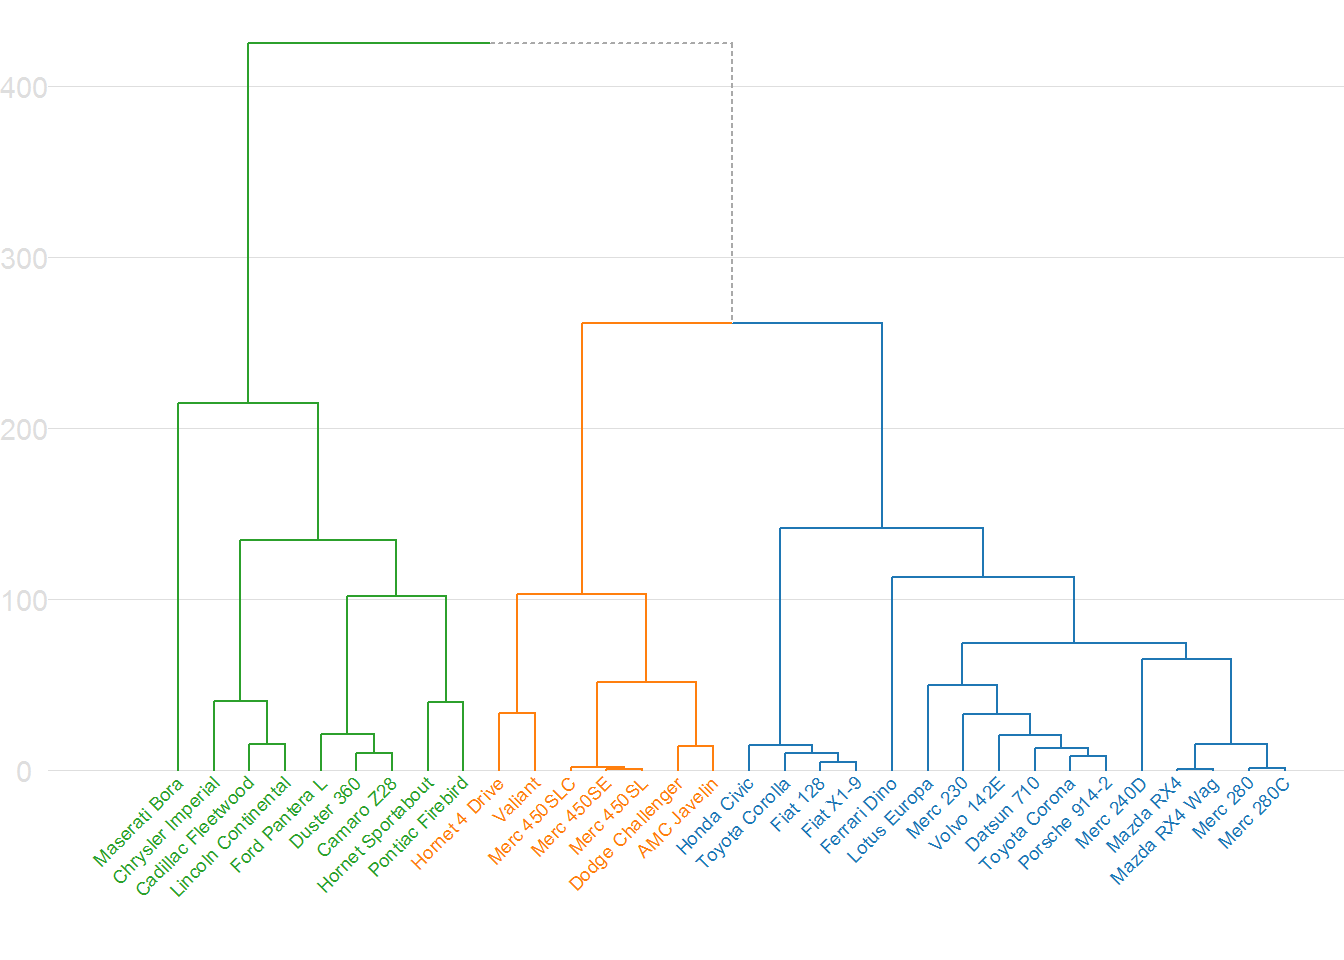 400
300
200
100
0
Maserati Bora
Chrysler Imperial
Cadillac Fleetwood
Lincoln Continental
Ford Pantera L
Duster 360
Camaro Z28
Hornet Sportabout
Pontiac Firebird
Hornet 4 Drive
Valiant
Merc 450SLC
Merc 450SE
Merc 450SL
Dodge Challenger
AMC Javelin
Honda Civic
Toyota Corolla
Fiat 128
Fiat X1-9
Ferrari Dino
Lotus Europa
Merc 230
Volvo 142E
Datsun 710
Toyota Corona
Porsche 914-2
Merc 240D
Mazda RX4
Mazda RX4 Wag
Merc 280
Merc 280C